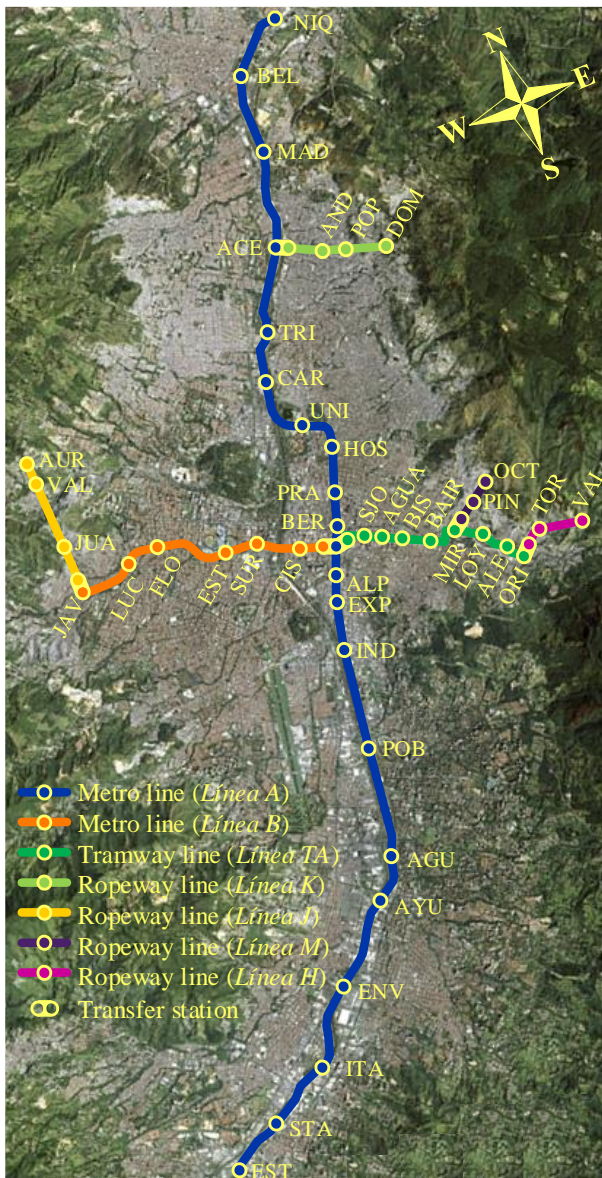 NIQ
N
E
W
S
BEL
MAD
ACE
AND
POP
DOM
TRI
CAR
UNI
HOS
AUR
VAL
JUA
JAV
LUC
FLO
EST
SUR
CIS
PRA
BER
SJO
AGUA
BIS
BAIR
MIR
LOY
ALE
ORI
OCT
PIN
TOR
VAL
ALP
EXP
IND
POB
Metro line (Línea A)
Metro line (Línea B)
Tramway line (Línea TA)
Ropeway line (Línea K)
Ropeway line (Línea J)
Ropeway line (Línea M)
Ropeway line (Línea H)
Transfer station
AGU
AYU
ENV
ITA
STA
EST